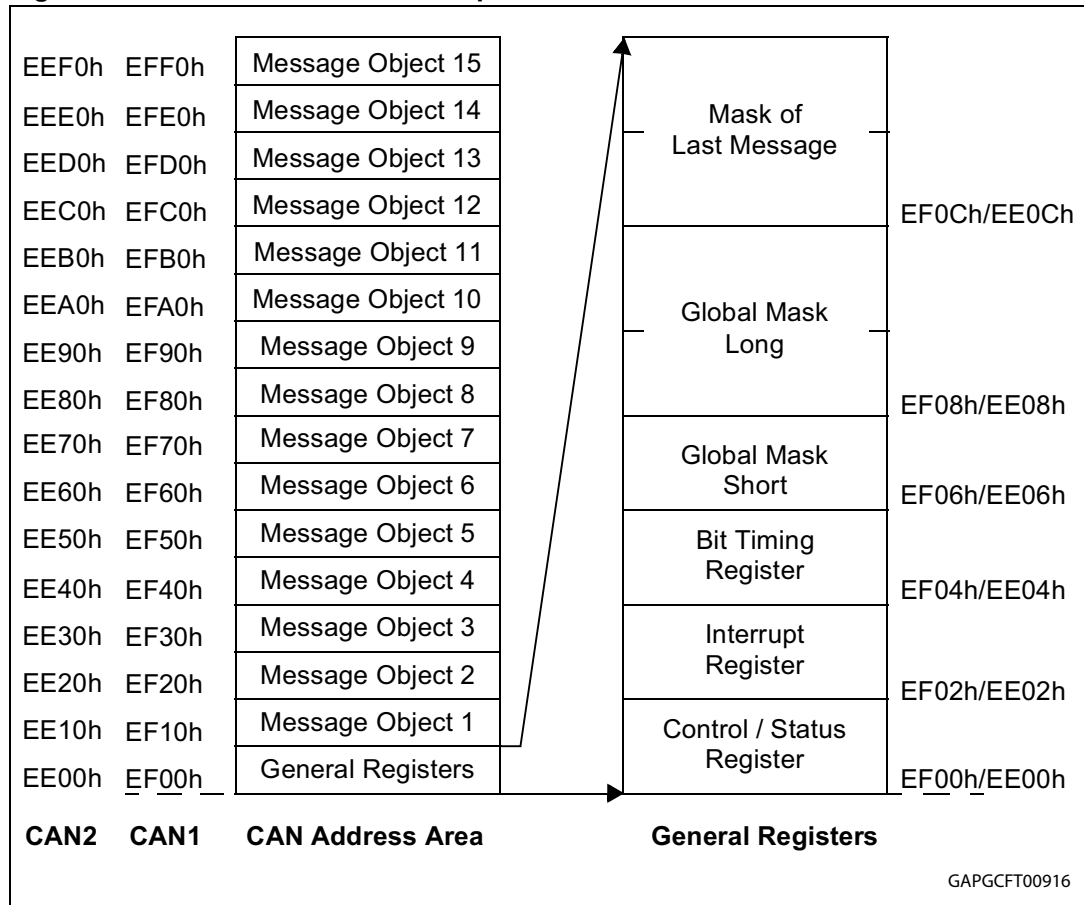 EEF0h EFF0h Message Object 15
EEE0h EFE0h Message Object 14
EED0h EFD0h Message Object 13
EEC0h EFC0h Message Object 12
EEB0h EFB0h Message Object 11
EEA0h EFA0h Message Object 10
EE90h EF90h Message Object 9
EE80h EF80h Message Object 8
EE70h EF70h Message Object 7
EE60h EF60h Message Object 6
EE50h EF50h Message Object 5
EE40h EF40h Message Object 4
EE30h EF30h Message Object 3
EE20h EF20h Message Object 2
EE10h EF10h Message Object 1
EE00h EF00h General Registers
CAN2 CAN1 CAN Address Area
Mask of
Last Message
EF0Ch/EE0Ch
Global Mask
Long
EF08h/EE08h
Global Mask
Short
EF06h/EE06h
Bit Timing
Register
EF04h/EE04h
Interrupt
Register
EF02h/EE02h
Control / Status
Register
EF00h/EE00h
General Registers
GAPGCFT00916